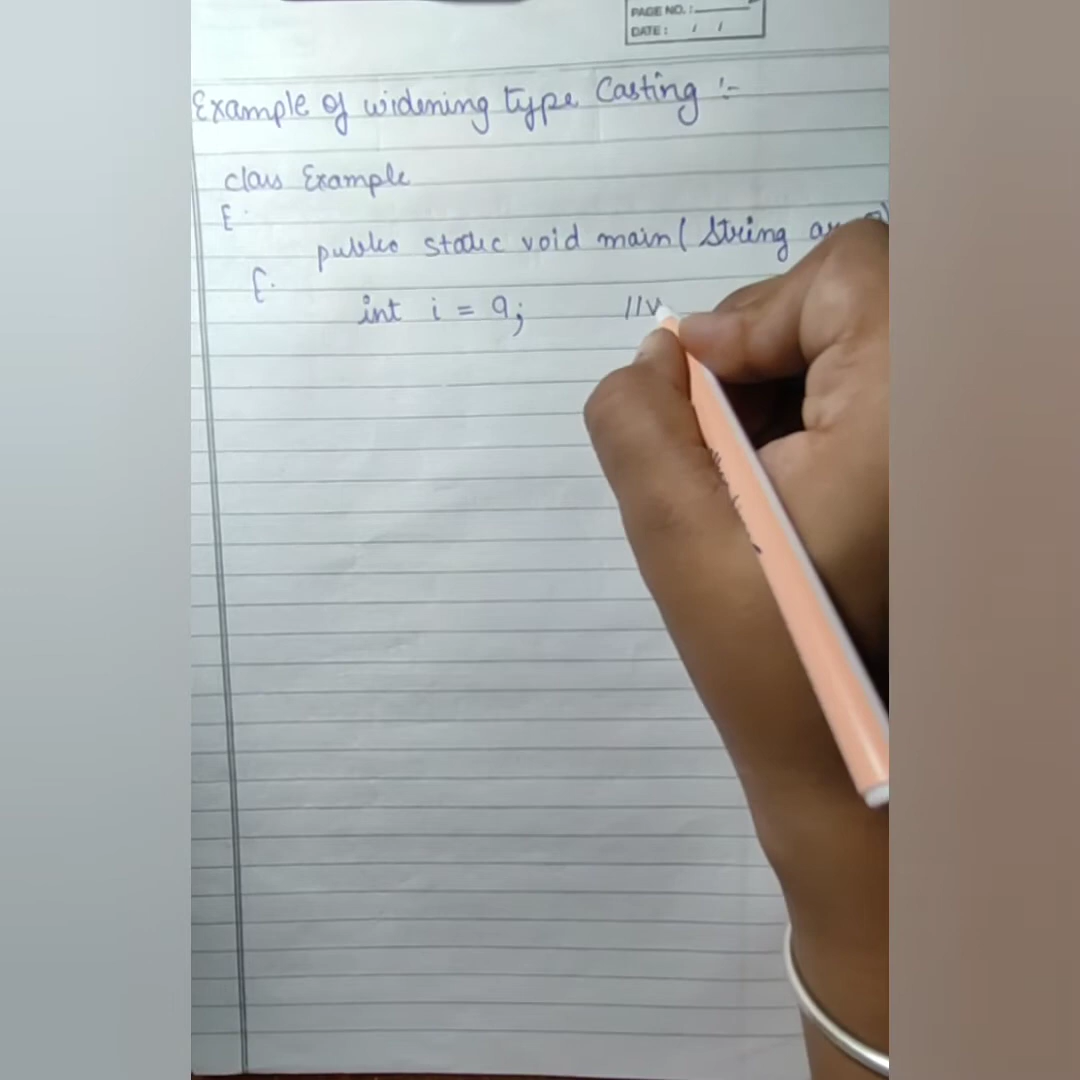 PAGE NO. :
DATE : / /
Example of widening type Casting :-
class Example
{
public static void main( String
{
int i = 9; //v